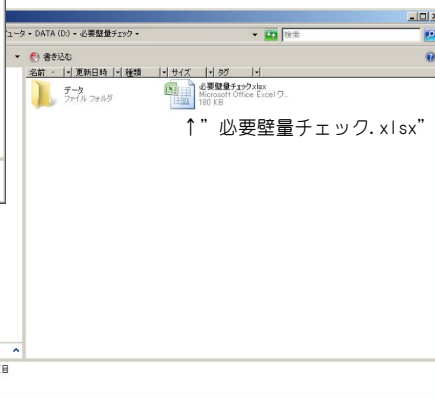 ュータ - DATA (D:) - 必要壁量チェック -
検索
書き込む
名前 更新日時 種類 サイズ タグ
データ
ファイル フォルダ
必要壁量チェック.xlsx
Microsoft Office Excel ワ...
180 KB
↑”必要壁量チェック.xlsx”
目